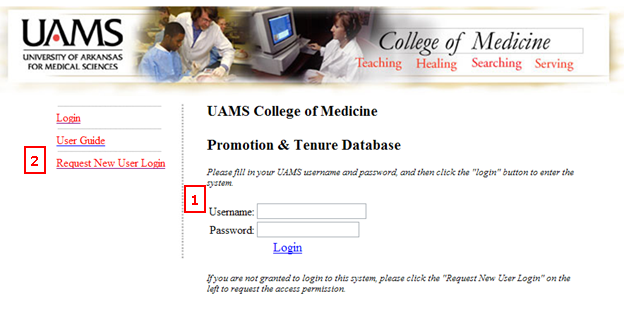 UAMS
UNIVERSITY OF ARKANSAS
FOR MEDICAL SCIENCES
College of Medicine
Teaching Healing Searching Serving
Login
User Guide
2
Request New User Login
UAMS College of Medicine
Promotion & Tenure Database
Please fill in your UAMS username and password, and then click the "login" button to enter the
system.
1
Username:
Password:
Login
If you are not granted to login to this system, please click the "Request New User Login" on the
left to request the access permission.